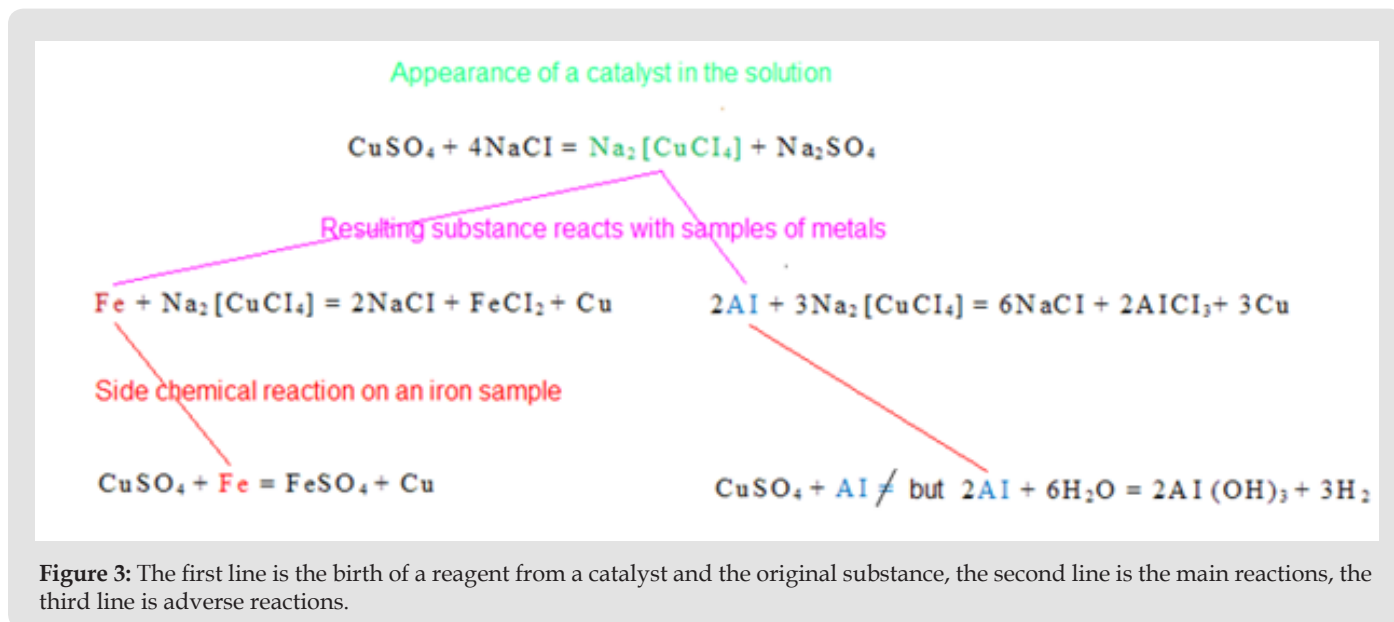 Appearance of a catalyst in the solution
CuSO₄ + 4NaCI = Na₂[CuCI₄] + Na₂SO₄
Resulting substance reacts with samples of metals
Fe + Na₂[CuCI₄] = 2NaCI + FeCI₂ + Cu
2AI + 3Na₂[CuCI₄] = 6NaCI + 2AICI₃+ 3Cu
Side chemical reaction on an iron sample
CuSO₄ + Fe = FeSO₄ + Cu
CuSO₄ + AI ≠ but 2AI + 6H₂O = 2AI(OH)₃ + 3H₂
Figure 3: The first line is the birth of a reagent from a catalyst and the original substance, the second line is the main reactions, the
third line is adverse reactions.